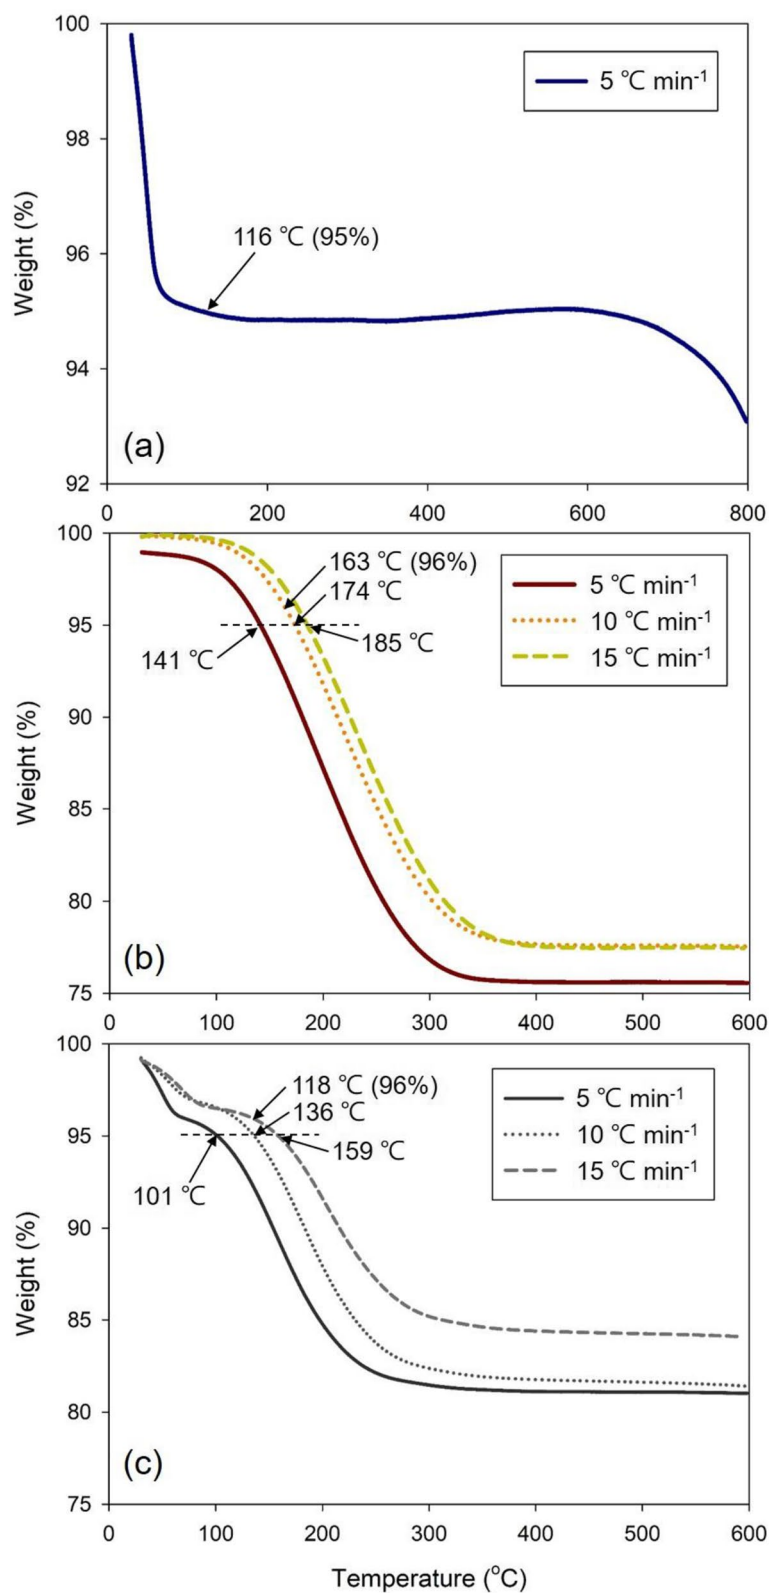 100
98
96
94
92
Weight (%)
5 ℃ min-1
116 ℃ (95%)
(a)
200
400
600
800
100
95
90
85
80
75
Weight (%)
163 ℃ (96%)
174 ℃
185 ℃
141 ℃
5 ℃ min-1
10 ℃ min-1
15 ℃ min-1
(b)
0
100
200
300
400
500
600
100
95
90
85
80
75
Weight (%)
118 ℃ (96%)
136 ℃
159 ℃
101 ℃
5 ℃ min-1
10 ℃ min-1
15 ℃ min-1
(c)
0
100
200
300
400
500
600
Temperature (oC)